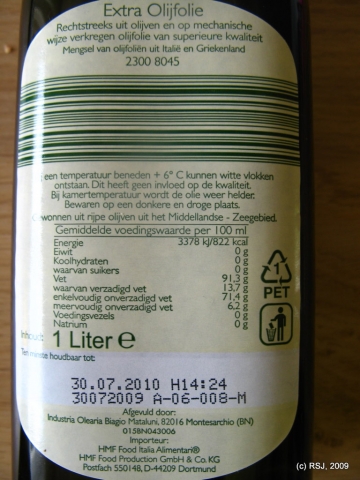 Extra Olijfolie
Rechtstreeks uit olijven en op mechanische
wijze verkregen olijfolie van superieure kwaliteit
Mengsel van olijfoliën uit Italië en Griekenland
2300 8045
een temperatuur beneden + 6° C kunnen witte vlokken
ontstaan. Dit heeft geen invloed op de kwaliteit.
Bij kamertemperatuur wordt de olie weer helder.
Bewaren op een donkere en droge plaats.
Gewonnen uit rijpe olijven uit het Middellandse - Zeegebied.
Gemiddelde voedingswaarde per 100 ml
Energie 3378 kJ/822 kcal
Eiwit 0 g
Koolhydraten 0 g
waarvan suikers 0 g
Vet 91,3 g
waarvan verzadigd vet 13,7 g
enkelvoudig onverzadigd vet 71,4 g
meervoudig onverzadigd vet 6,2 g
Voedingsvezels 0 g
Natrium 0 g
1
PET
Inhoud: 1 Liter e
Ten minste houdbaar tot:
30.07.2010 H14:24
30072009 A-06-008-M
Afgevuld door:
Industria Olearia Biagio Mataluni, 82016 Montesarchio (BN)
0158N043006
Importeur:
HMF Food Italia Alimentari®
HMF Food Production GmbH & Co. KG
Postfach 550148, D-44209 Dortmund
(c) RSJ, 2009